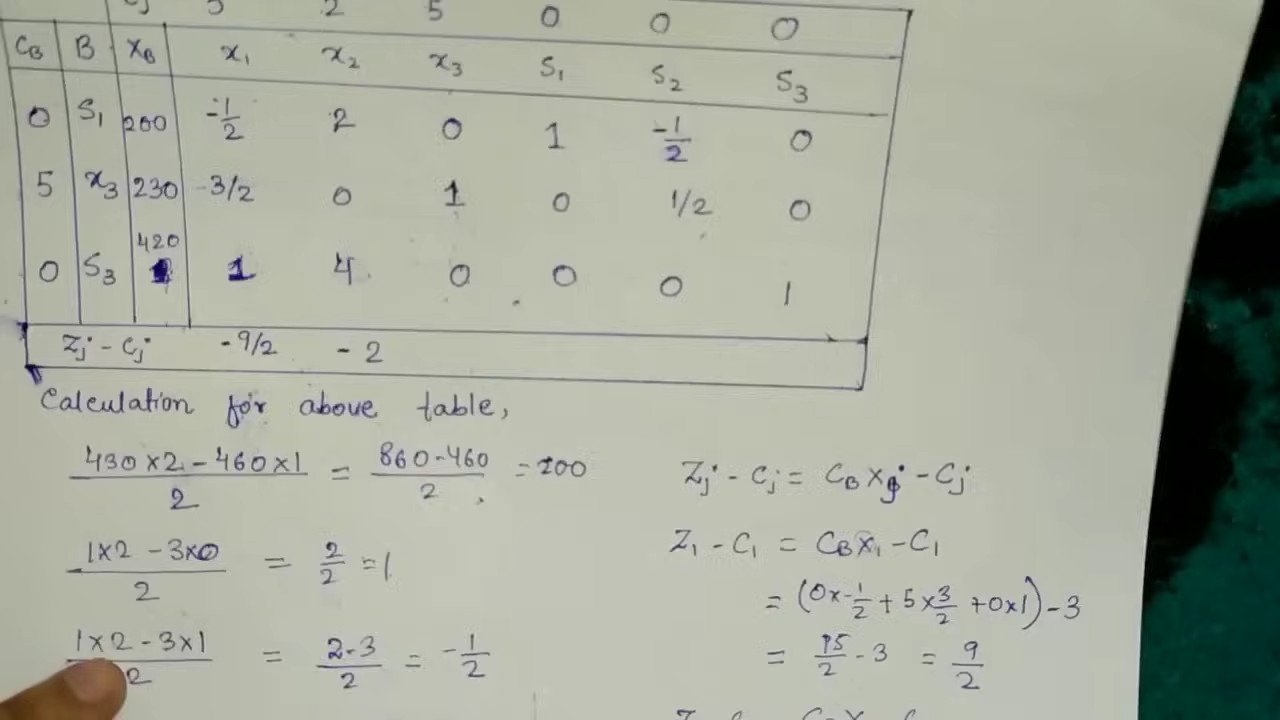 Cj 3 2 5 0 0 0
CB B XB x1 x2 x3 S1 S2 S3
0 S1 200 -1/2 2 0 1 -1/2 0
5 x3 230 3/2 0 1 0 1/2 0
0 S3 420 1 4 0 0 0 1
Zj - Cj - 9/2 - 2
Calculation for above table,
430×2 - 460×1 / 2 = 860-460 / 2 = 200
1×2 - 3×0 / 2 = 2/2 = 1
1×2 - 3×1 / 2 = 2-3 / 2 = -1/2
Zj - Cj = CB Xj - Cj
Z1 - C1 = CB X1 - C1
= (0×-1/2 + 5×3/2 + 0×1) - 3
= 15/2 - 3 = 9/2